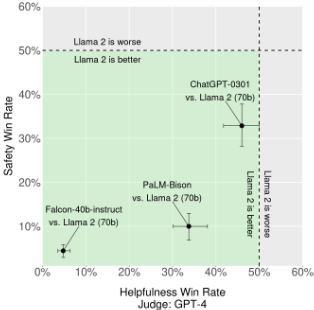 60%
50%
40%
30%
20%
10%
Safety Win Rate
Llama 2 is worse
Llama 2 is better
ChatGPT-0301
vs. Llama 2 (70b)
PaLM-Bison
vs. Llama 2 (70b)
Falcon-40b-instruct
vs. Llama 2 (70b)
Llama 2 is better
Llama 2 is worse
0% 10% 20% 30% 40% 50% 60%
Helpfulness Win Rate
Judge: GPT-4